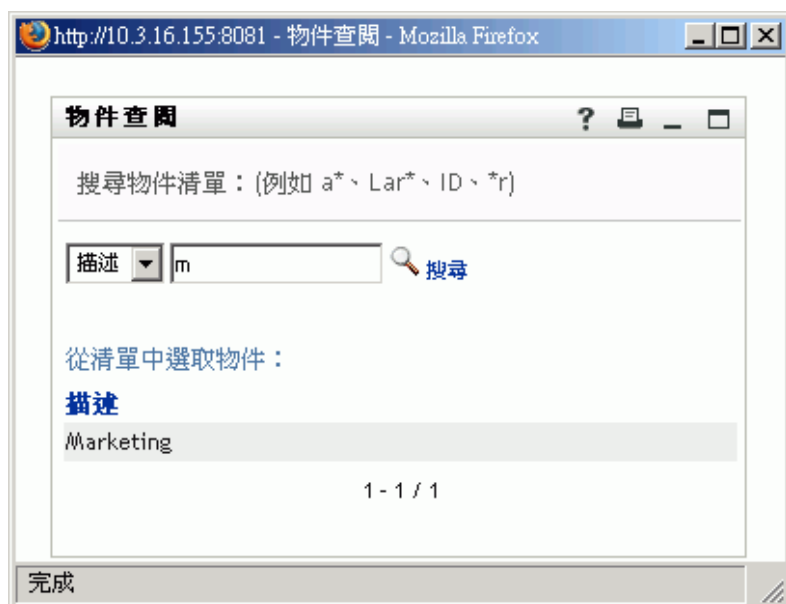 http://10.3.16.155:8081 - 物件查閱 - Mozilla Firefox
物件查閱 ?
搜尋物件清單：(例如 a*、Lar*、ID、*r)
描述 m 搜尋
從清單中選取物件：
描述
Marketing
1 - 1 / 1
完成